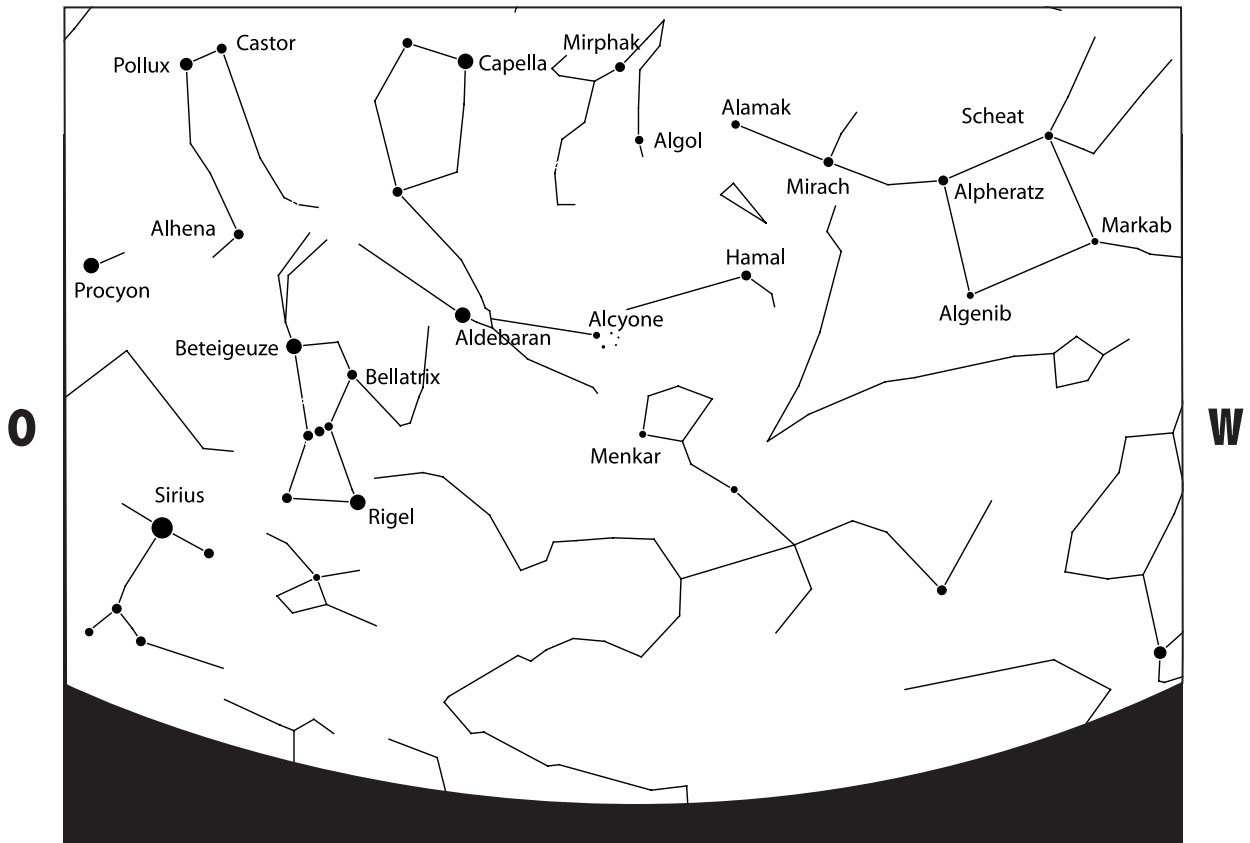 Castor
Pollux
Capella
Mirphak
Algol
Alamak
Mirach
Scheat
Alpheratz
Markab
Algenib
Alhena
Procyon
Hamal
Alcyone
Aldebaran
Beteigeuze
Bellatrix
O
W
Menkar
Sirius
Rigel